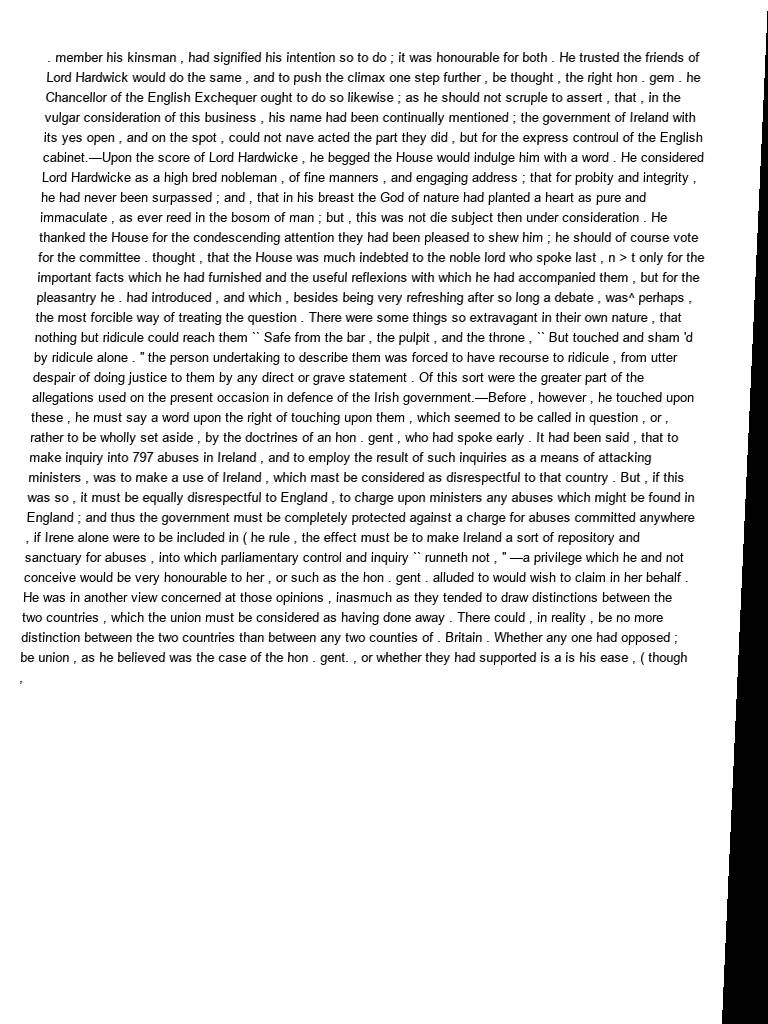 . member his kinsman , had signified his intention so to do ; it was honourable for both . He trusted the friends of
Lord Hardwick would do the same , and to push the climax one step further , be thought , the right hon . gem . he
Chancellor of the English Exchequer ought to do so likewise ; as he should not scruple to assert , that , in the
vulgar consideration of this business , his name had been continually mentioned ; the government of Ireland with
its yes open , and on the spot , could not nave acted the part they did , but for the express controul of the English
cabinet.—Upon the score of Lord Hardwicke , he begged the House would indulge him with a word . He considered
Lord Hardwicke as a high bred nobleman , of fine manners , and engaging address ; that for probity and integrity ,
he had never been surpassed ; and , that in his breast the God of nature had planted a heart as pure and
immaculate , as ever reed in the bosom of man ; but , this was not die subject then under consideration . He
thanked the House for the condescending attention they had been pleased to shew him ; he should of course vote
for the committee . thought , that the House was much indebted to the noble lord who spoke last , n > t only for the
important facts which he had furnished and the useful reflexions with which he had accompanied them , but for the
pleasantry he . had introduced , and which , besides being very refreshing after so long a debate , was^ perhaps ,
the most forcible way of treating the question . There were some things so extravagant in their own nature , that
nothing but ridicule could reach them `` Safe from the bar , the pulpit , and the throne , `` But touched and sham 'd
by ridicule alone . " the person undertaking to describe them was forced to have recourse to ridicule , from utter
despair of doing justice to them by any direct or grave statement . Of this sort were the greater part of the
allegations used on the present occasion in defence of the Irish government.—Before , however , he touched upon
these , he must say a word upon the right of touching upon them , which seemed to be called in question , or ,
rather to be wholly set aside , by the doctrines of an hon . gent , who had spoke early . It had been said , that to
make inquiry into 797 abuses in Ireland , and to employ the result of such inquiries as a means of attacking
ministers , was to make a use of Ireland , which mast be considered as disrespectful to that country . But , if this
was so , it must be equally disrespectful to England , to charge upon ministers any abuses which might be found in
England ; and thus the government must be completely protected against a charge for abuses committed anywhere
, if Irene alone were to be included in ( he rule , the effect must be to make Ireland a sort of repository and
sanctuary for abuses , into which parliamentary control and inquiry `` runneth not , " —a privilege which he and not
conceive would be very honourable to her , or such as the hon . gent . alluded to would wish to claim in her behalf .
He was in another view concerned at those opinions , inasmuch as they tended to draw distinctions between the
two countries , which the union must be considered as having done away . There could , in reality , be no more
distinction between the two countries than between any two counties of . Britain . Whether any one had opposed ;
be union , as he believed was the case of the hon . gent. , or whether they had supported is a is his ease , ( though
,